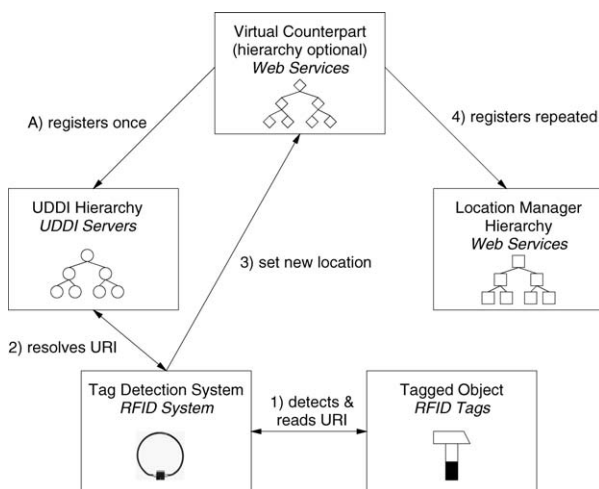 Virtual Counterpart
(hierarchy optional)
Web Services
A) registers once
4) registers repeated
UDDI Hierarchy
UDDI Servers
Location Manager
Hierarchy
Web Services
3) set new location
2) resolves URI
Tag Detection System
RFID System
1) detects &
reads URI
Tagged Object
RFID Tags